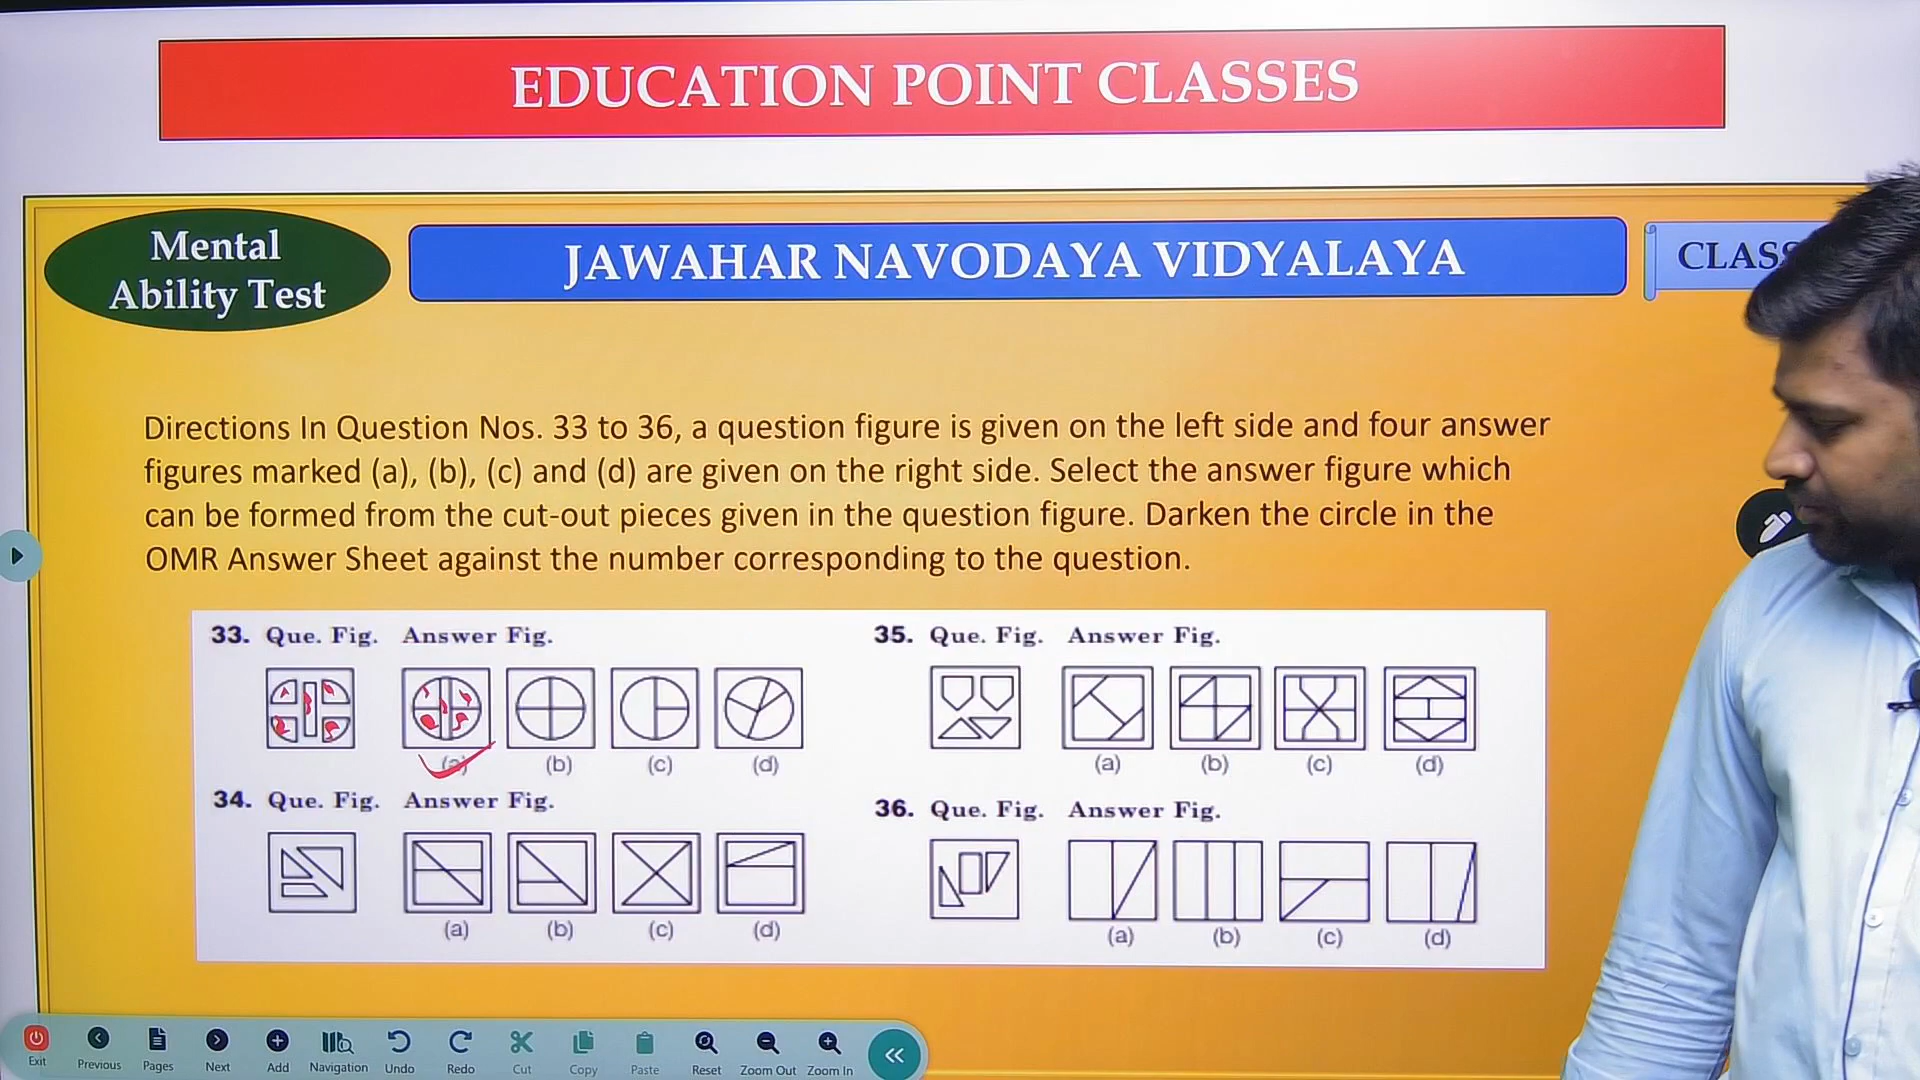 EDUCATION POINT CLASSES
Mental
Ability Test
JAWAHAR NAVODAYA VIDYALAYA
Directions In Question Nos. 33 to 36, a question figure is given on the left side and four answer
figures marked (a), (b), (c) and (d) are given on the right side. Select the answer figure which
can be formed from the cut-out pieces given in the question figure. Darken the circle in the
OMR Answer Sheet against the number corresponding to the question.
33. Que. Fig. Answer Fig.
(a) (b) (c) (d)
34. Que. Fig. Answer Fig.
(a) (b) (c) (d)
35. Que. Fig. Answer Fig.
(a) (b) (c) (d)
36. Que. Fig. Answer Fig.
(a) (b) (c) (d)
Exit Previous Pages Next Add Navigation Undo Redo Cut Copy Paste Reset Zoom Out Zoom In